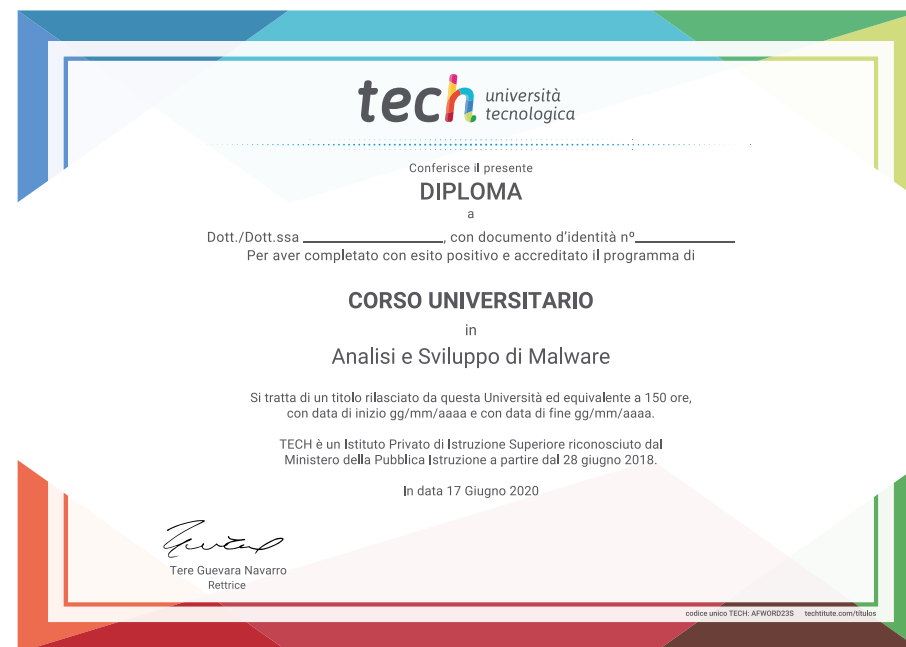 tech università
tecnologica
Conferisce il presente
DIPLOMA
a
Dott./Dott.ssa ____________________, con documento d'identità nº______________
Per aver completato con esito positivo e accreditato il programma di
CORSO UNIVERSITARIO
in
Analisi e Sviluppo di Malware
Si tratta di un titolo rilasciato da questa Università ed equivalente a 150 ore,
con data di inizio gg/mm/aaaa e con data di fine gg/mm/aaaa.
TECH è un Istituto Privato di Istruzione Superiore riconosciuto dal
Ministero della Pubblica Istruzione a partire dal 28 giugno 2018.
In data 17 Giugno 2020
Tere Guevara Navarro
Rettrice
codice unico TECH: AFWORD23S techtitute.com/titulos